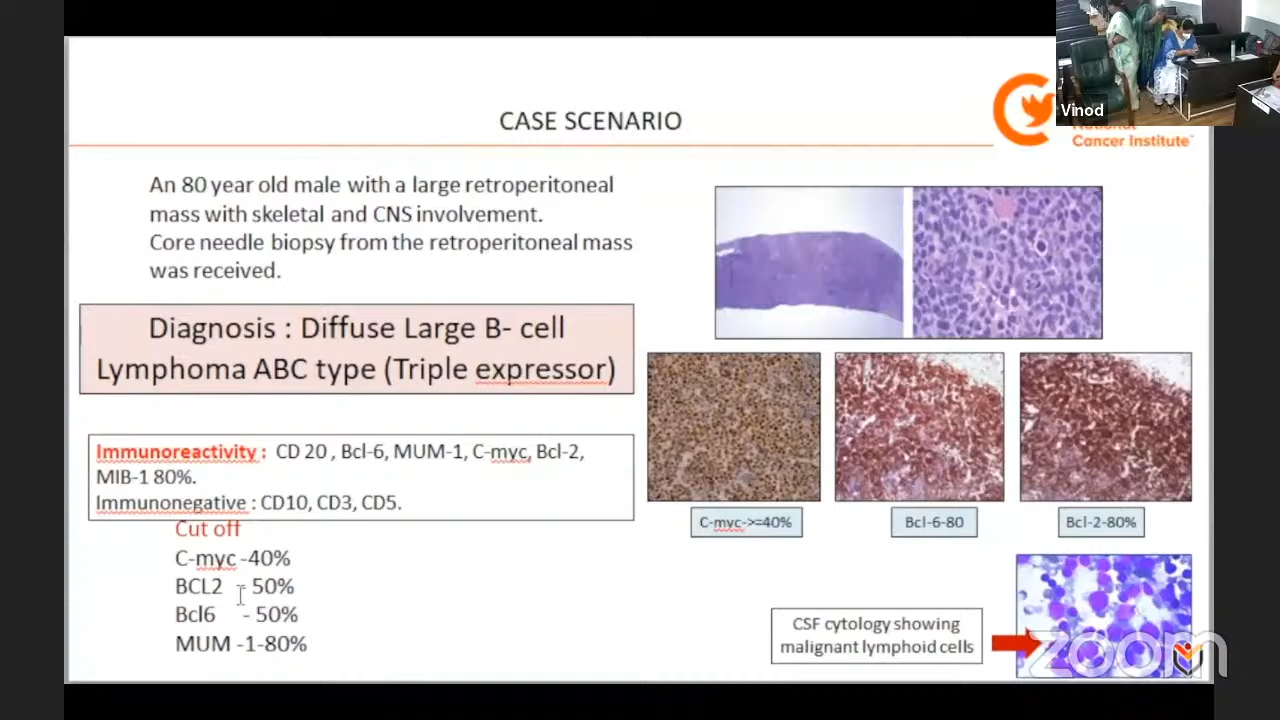 CASE SCENARIO
Vinod
National
Cancer Institute
An 80 year old male with a large retroperitoneal
mass with skeletal and CNS involvement.
Core needle biopsy from the retroperitoneal mass
was received.
Diagnosis : Diffuse Large B- cell
Lymphoma ABC type (Triple expressor)
Immunoreactivity : CD 20 , Bcl-6, MUM-1, C-myc, Bcl-2,
MIB-1 80%.
Immunonegative : CD10, CD3, CD5.
Cut off
C-myc -40%
BCL2 - 50%
Bcl6 - 50%
MUM -1-80%
C-myc->=40%
Bcl-6-80
Bcl-2-80%
CSF cytology showing
malignant lymphoid cells
zoom